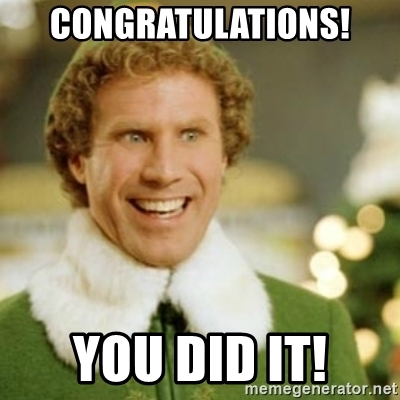 CONGRATULATIONS!
YOU DID IT!
memegenerator.net